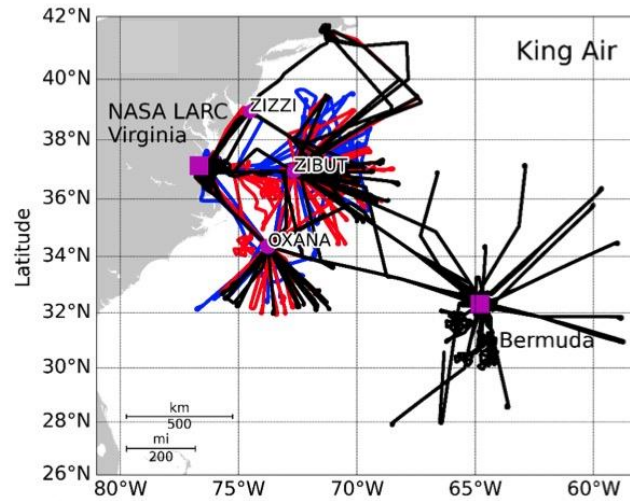 42°N
40°N
38°N
36°N
34°N
32°N
30°N
28°N
26°N
Latitude
King Air
NASA LARC
Virginia
ZIZZI
ZIBUT
OXANA
Bermuda
km
500
mi
200
80°W
75°W
70°W
65°W
60°W